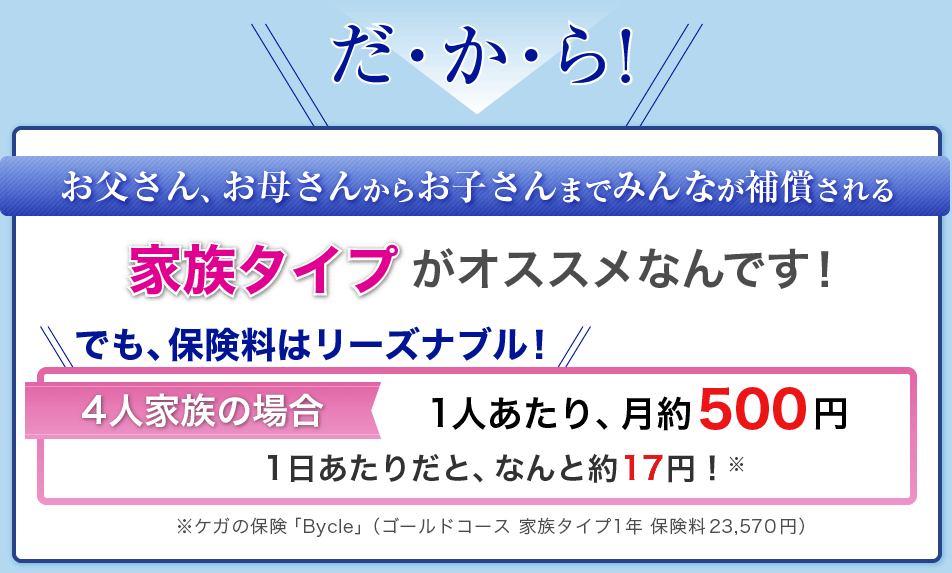 だ・か・ら!
お父さん、お母さんからお子さんまでみんなが補償される
家族タイプ がオススメなんです!
でも、保険料はリーズナブル!
4人家族の場合 1人あたり、月約500円
1日あたりだと、なんと約17円!※
※ケガの保険「Bycle」(ゴールドコース 家族タイプ1年 保険料23,570円)